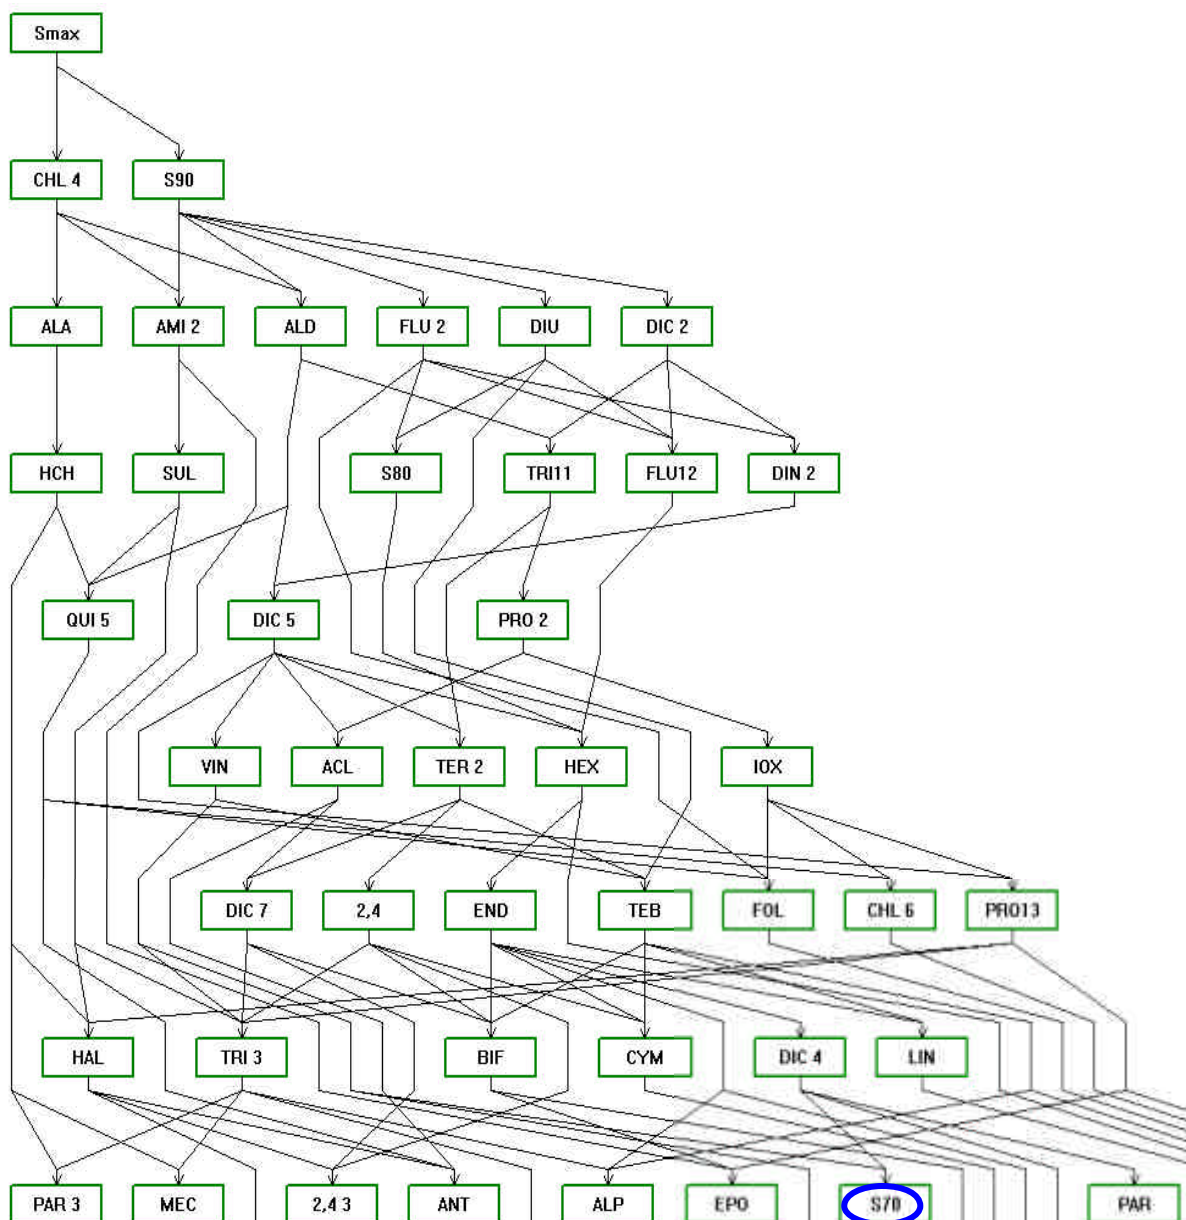 Smax
CHL 4 S90
ALA AMI 2 ALD FLU 2 DIU DIC 2
HCH SUL S80 TRI11 FLU12 DIN 2
QUI 5 DIC 5 PRO 2
VIN ACL TER 2 HEX IOX
DIC 7 2,4 END TEB FOL CHL 6 PRO13
HAL TRI 3 BIF CYM DIC 4 LIN
PAR 3 MEC 2,4 3 ANT ALP EPO S70 PAR